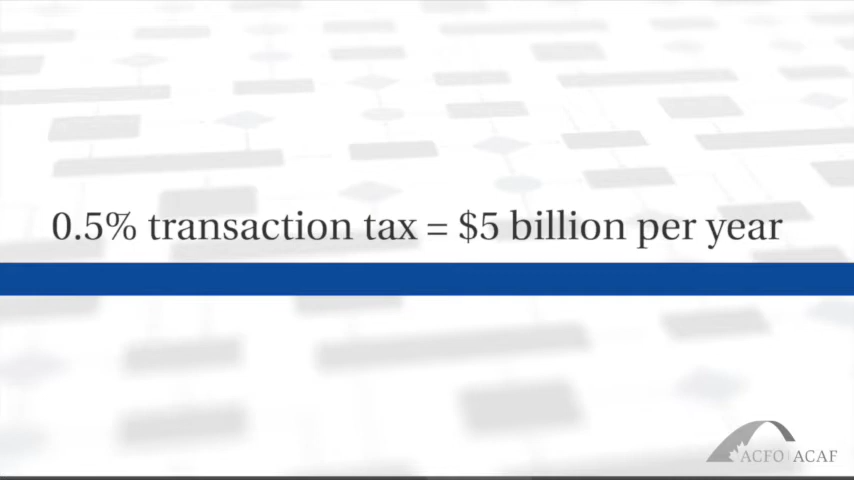 0.5% transaction tax = $5 billion per year
ACFO ACAF